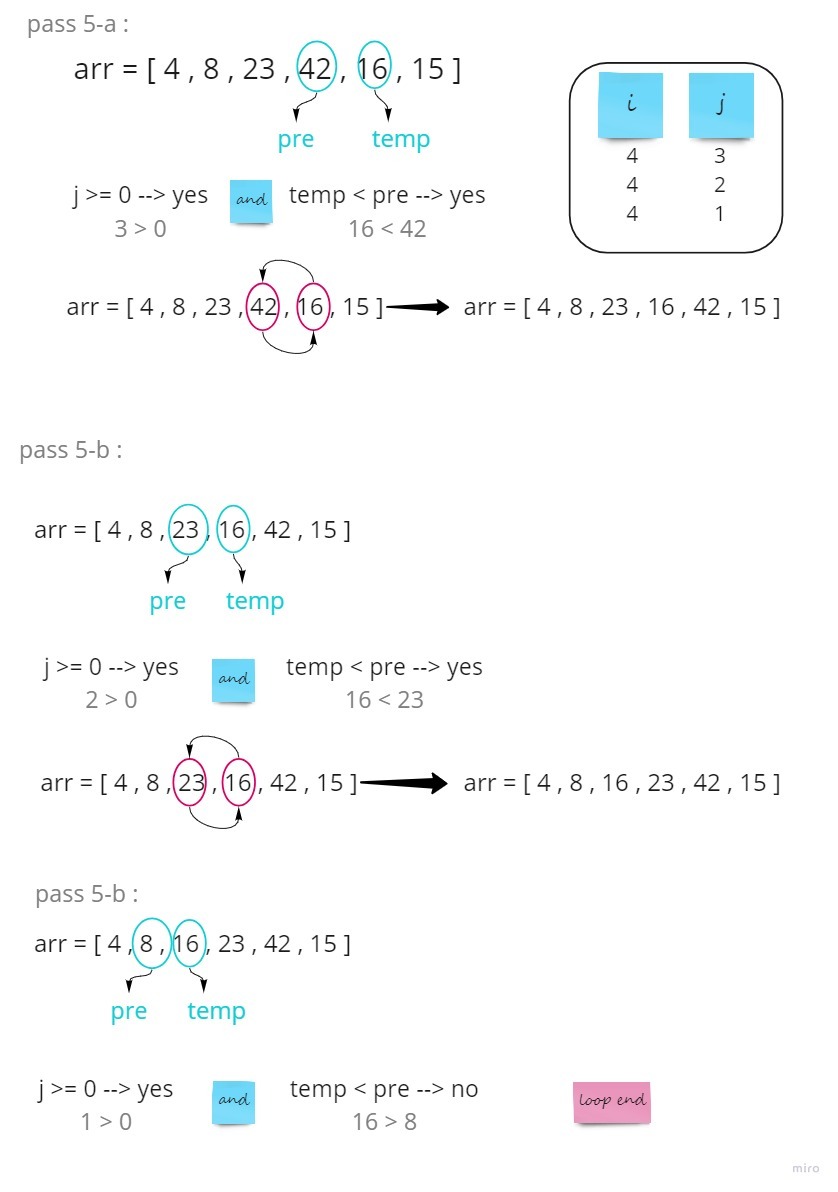 pass 5-a :
arr = [ 4 , 8 , 23 , 42 , 16 , 15 ]
pre temp
i j
4 3
4 2
4 1
j >= 0 --> yes and temp < pre --> yes
3 > 0 16 < 42
arr = [ 4 , 8 , 23 , 42 , 16 , 15 ] arr = [ 4 , 8 , 23 , 16 , 42 , 15 ]
pass 5-b :
arr = [ 4 , 8 , 23 , 16 , 42 , 15 ]
pre temp
j >= 0 --> yes and temp < pre --> yes
2 > 0 16 < 23
arr = [ 4 , 8 , 23 , 16 , 42 , 15 ] arr = [ 4 , 8 , 16 , 23 , 42 , 15 ]
pass 5-b :
arr = [ 4 , 8 , 16 , 23 , 42 , 15 ]
pre temp
j >= 0 --> yes and temp < pre --> no loop end
1 > 0 16 > 8
miro